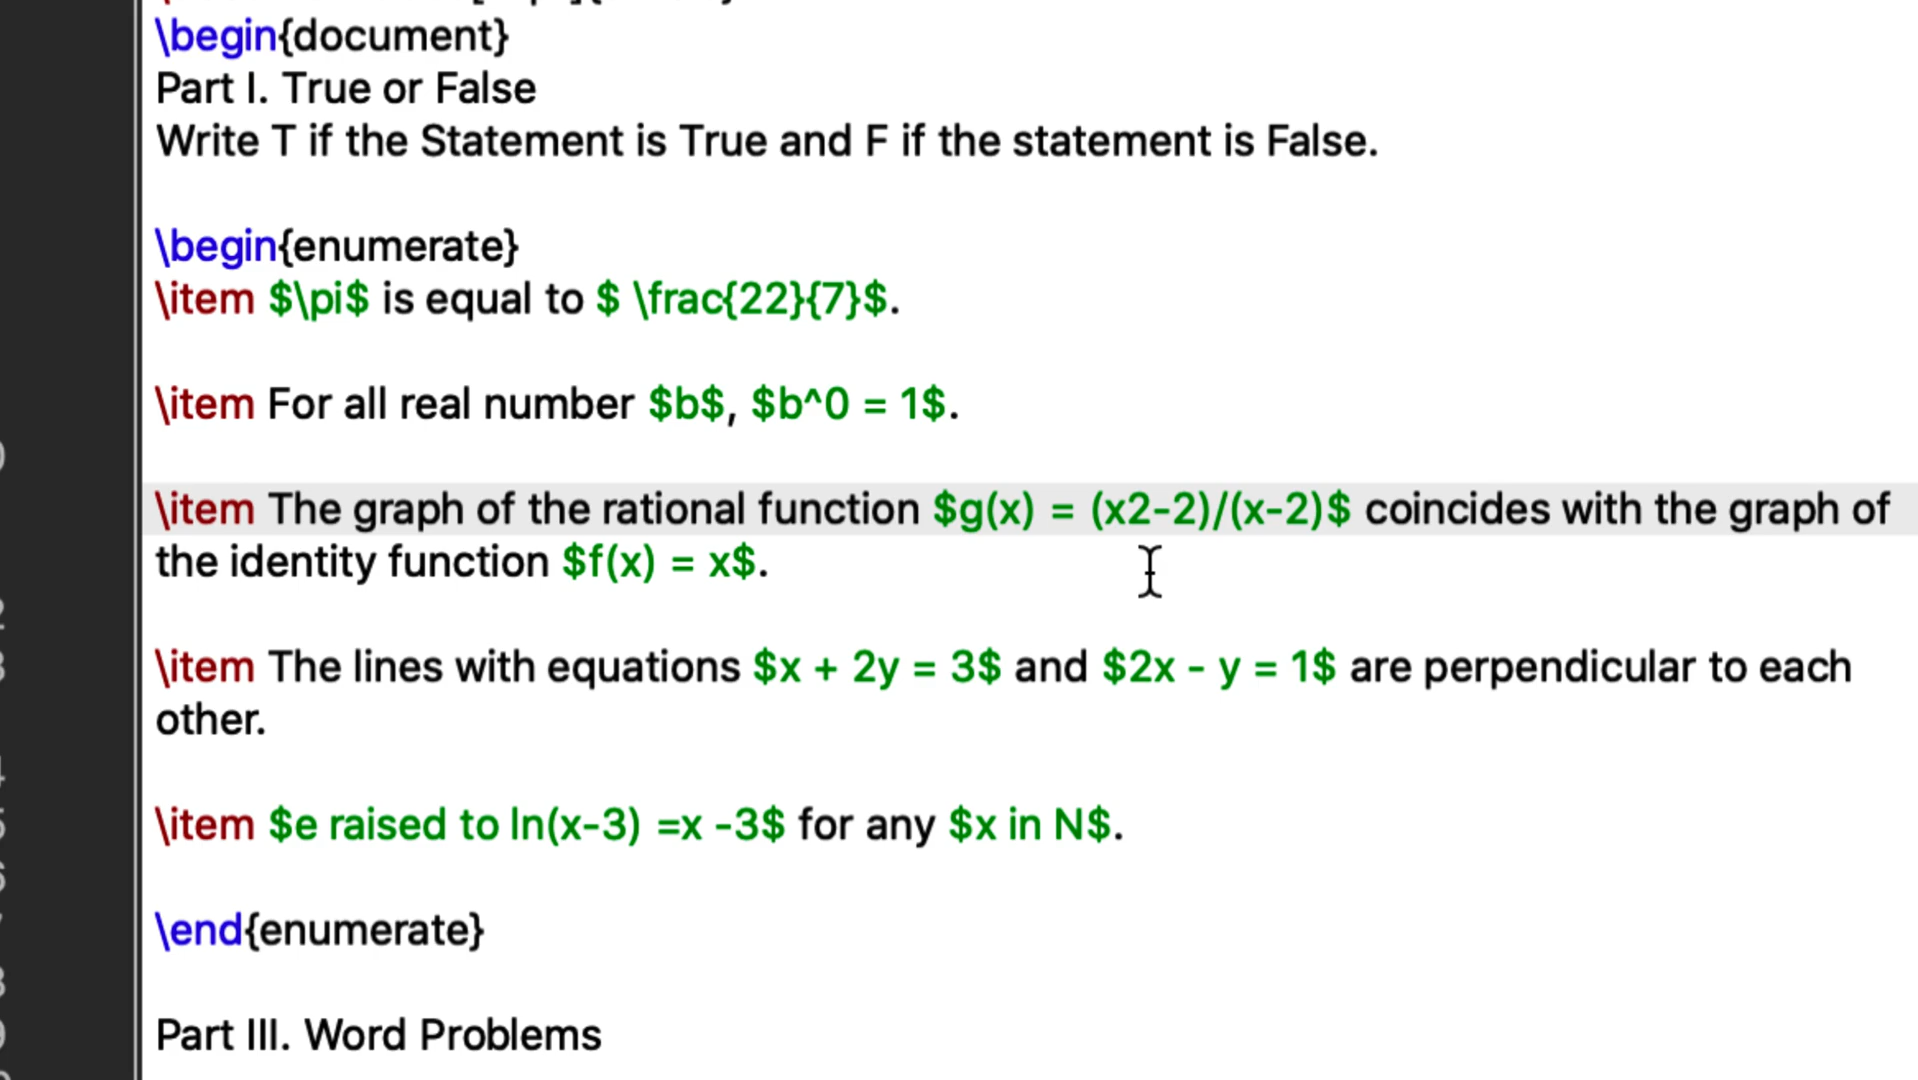 \begin{document}
Part I. True or False
Write T if the Statement is True and F if the statement is False.
\begin{enumerate}
\item $\pi$ is equal to $ \frac{22}{7}$.
\item For all real number $b$, $b^0 = 1$.
\item The graph of the rational function $g(x) = (x2-2)/(x-2)$ coincides with the graph of
the identity function $f(x) = x$.
\item The lines with equations $x + 2y = 3$ and $2x - y = 1$ are perpendicular to each
other.
\item $e raised to ln(x-3) =x -3$ for any $x in N$.
\end{enumerate}
Part III. Word Problems